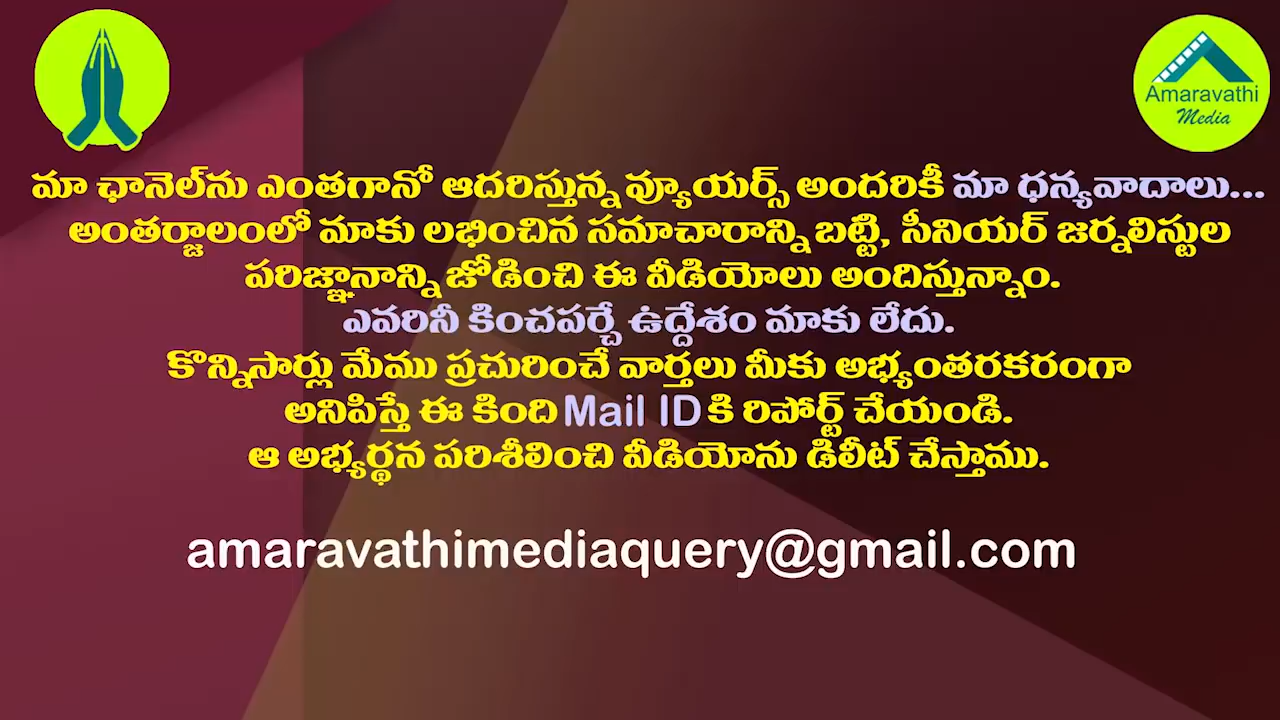 Amaravathi
Media
మా ఛానెల్‌ను ఎంతగానో ఆదరిస్తున్న వ్యూయర్స్ అందరికీ మా ధన్యవాదాలు...
అంతర్జాలంలో మాకు లభించిన సమాచారాన్ని బట్టి, సీనియర్ జర్నలిస్టుల
పరిజ్ఞానాన్ని జోడించి ఈ వీడియోలు అందిస్తున్నాం.
ఎవరినీ కించపర్చే ఉద్దేశం మాకు లేదు.
కొన్నిసార్లు మేము ప్రచురించే వార్తలు మీకు అభ్యంతరకరంగా
అనిపిస్తే ఈ కింది Mail ID కి రిపోర్ట్ చేయండి.
ఆ అభ్యర్థన పరిశీలించి వీడియోను డిలీట్ చేస్తాము.
amaravathimediaquery@gmail.com